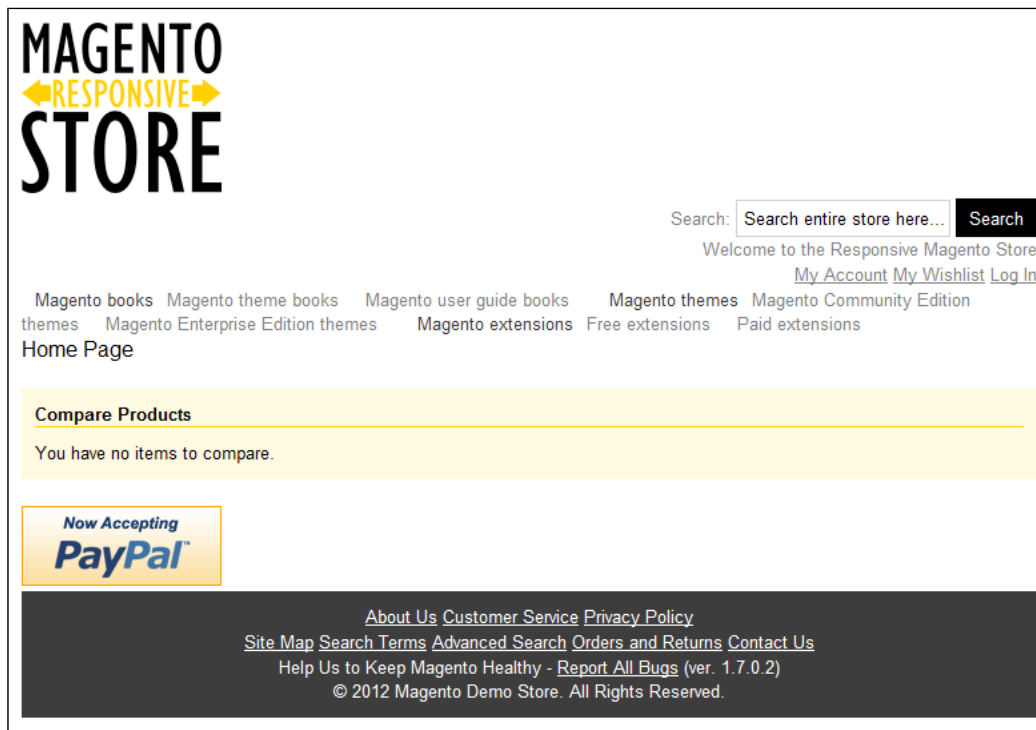 MAGENTO
RESPONSIVE
STORE
Search: Search entire store here... Search
Welcome to the Responsive Magento Store
My Account My Wishlist Log In
Magento books Magento theme books Magento user guide books Magento themes Magento Community Edition
themes Magento Enterprise Edition themes Magento extensions Free extensions Paid extensions
Home Page
Compare Products
You have no items to compare.
Now Accepting
PayPal™
About Us Customer Service Privacy Policy
Site Map Search Terms Advanced Search Orders and Returns Contact Us
Help Us to Keep Magento Healthy - Report All Bugs (ver. 1.7.0.2)
© 2012 Magento Demo Store. All Rights Reserved.